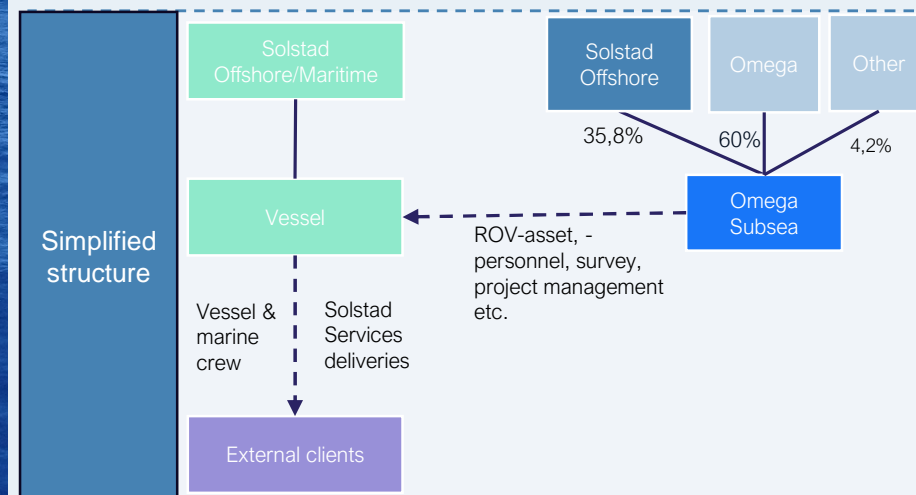 Simplified
structure
Solstad
Offshore/Maritime
Solstad
Offshore
Omega
Other
35,8%
60%
4,2%
Vessel
Omega
Subsea
ROV-asset, -
personnel, survey,
project management
etc.
Vessel &
marine
crew
Solstad
Services
deliveries
External clients